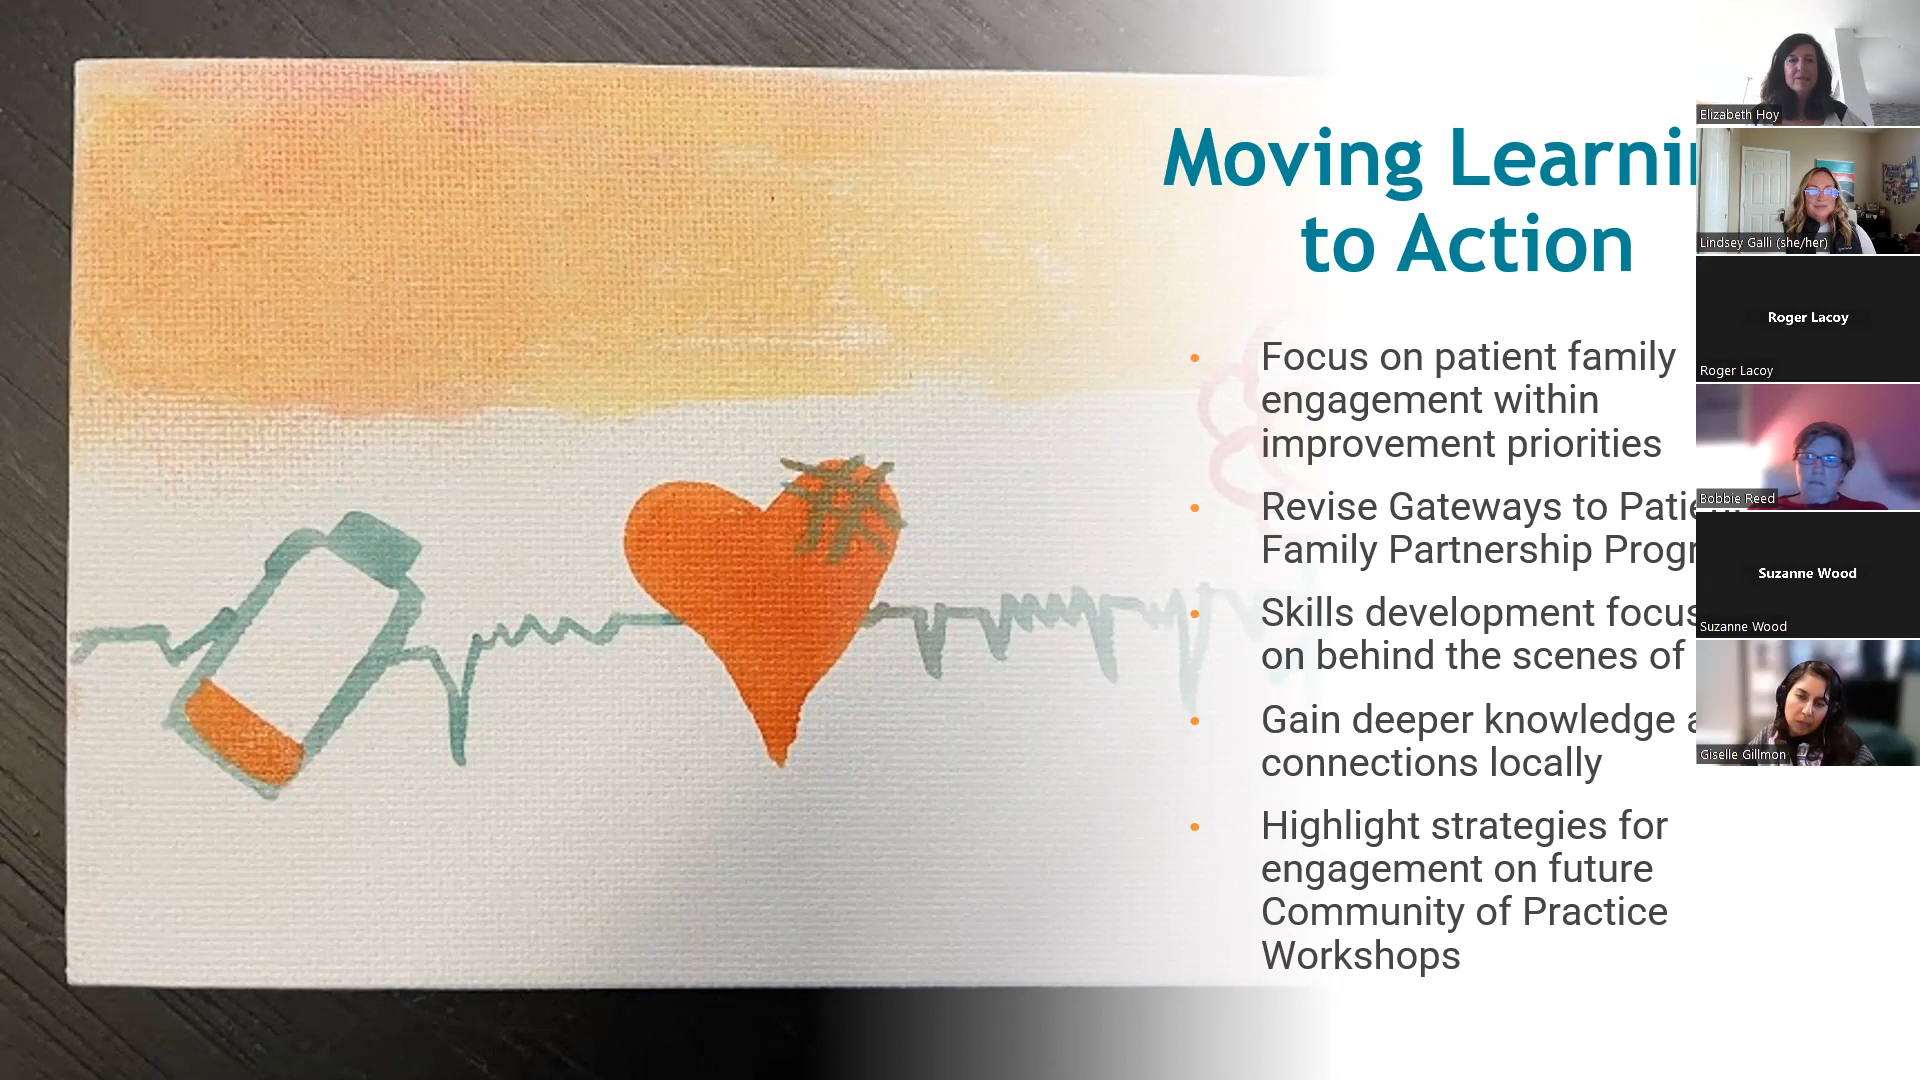 Moving Learnin
to Action
Focus on patient family
engagement within
improvement priorities
Revise Gateways to Patient
Family Partnership Progr
Skills development focus
on behind the scenes of
Gain deeper knowledge a
connections locally
Highlight strategies for
engagement on future
Community of Practice
Workshops
Elizabeth Hoy
Lindsey Galli (she/her)
Roger Lacoy
Roger Lacoy
Bobbie Reed
Suzanne Wood
Suzanne Wood
Giselle Gillmon